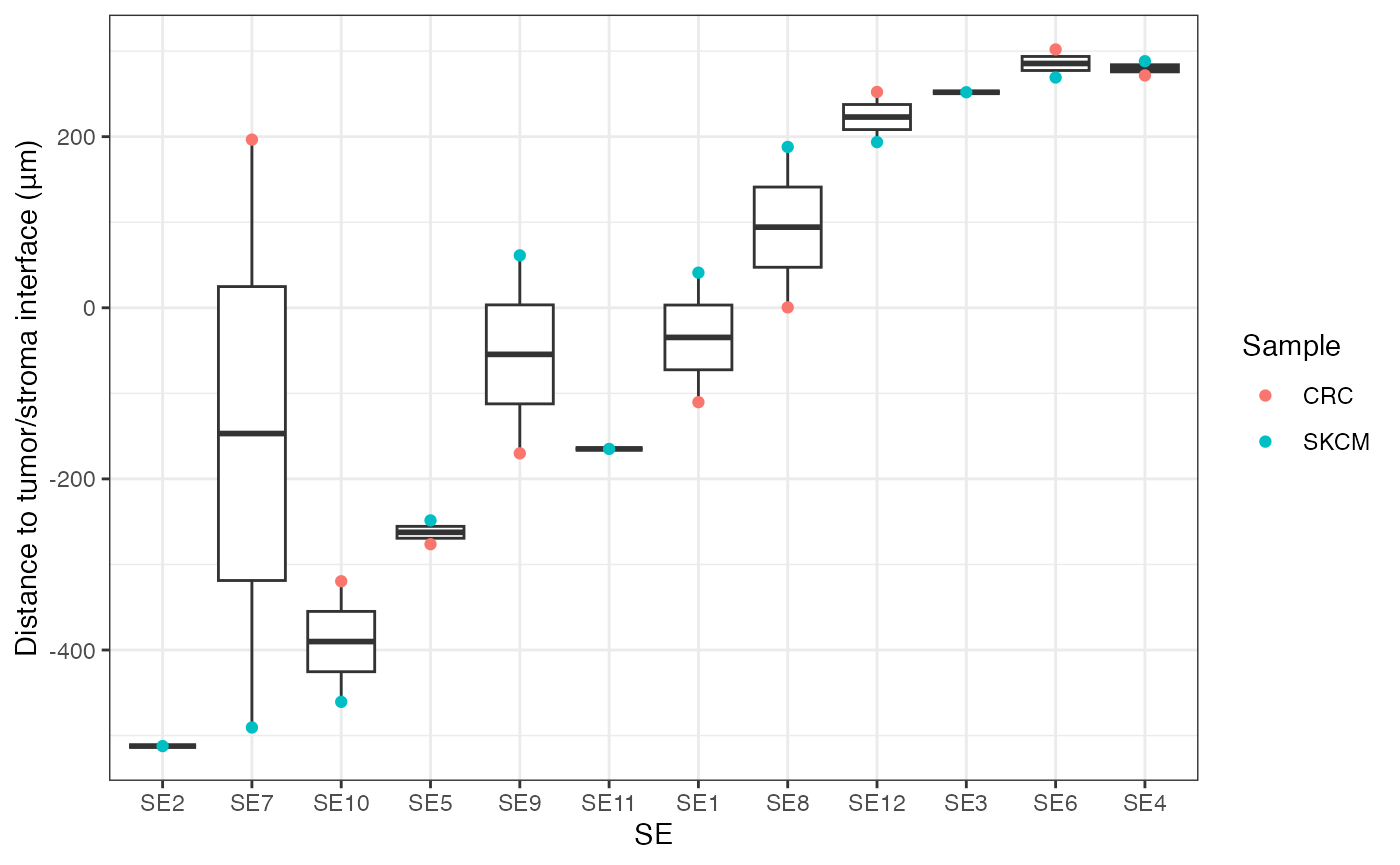 Distance to tumor/stroma interface (µm)
200
0
-200
-400
SE2 SE7 SE10 SE5 SE9 SE11 SE1 SE8 SE12 SE3 SE6 SE4
SE
Sample
CRC
SKCM